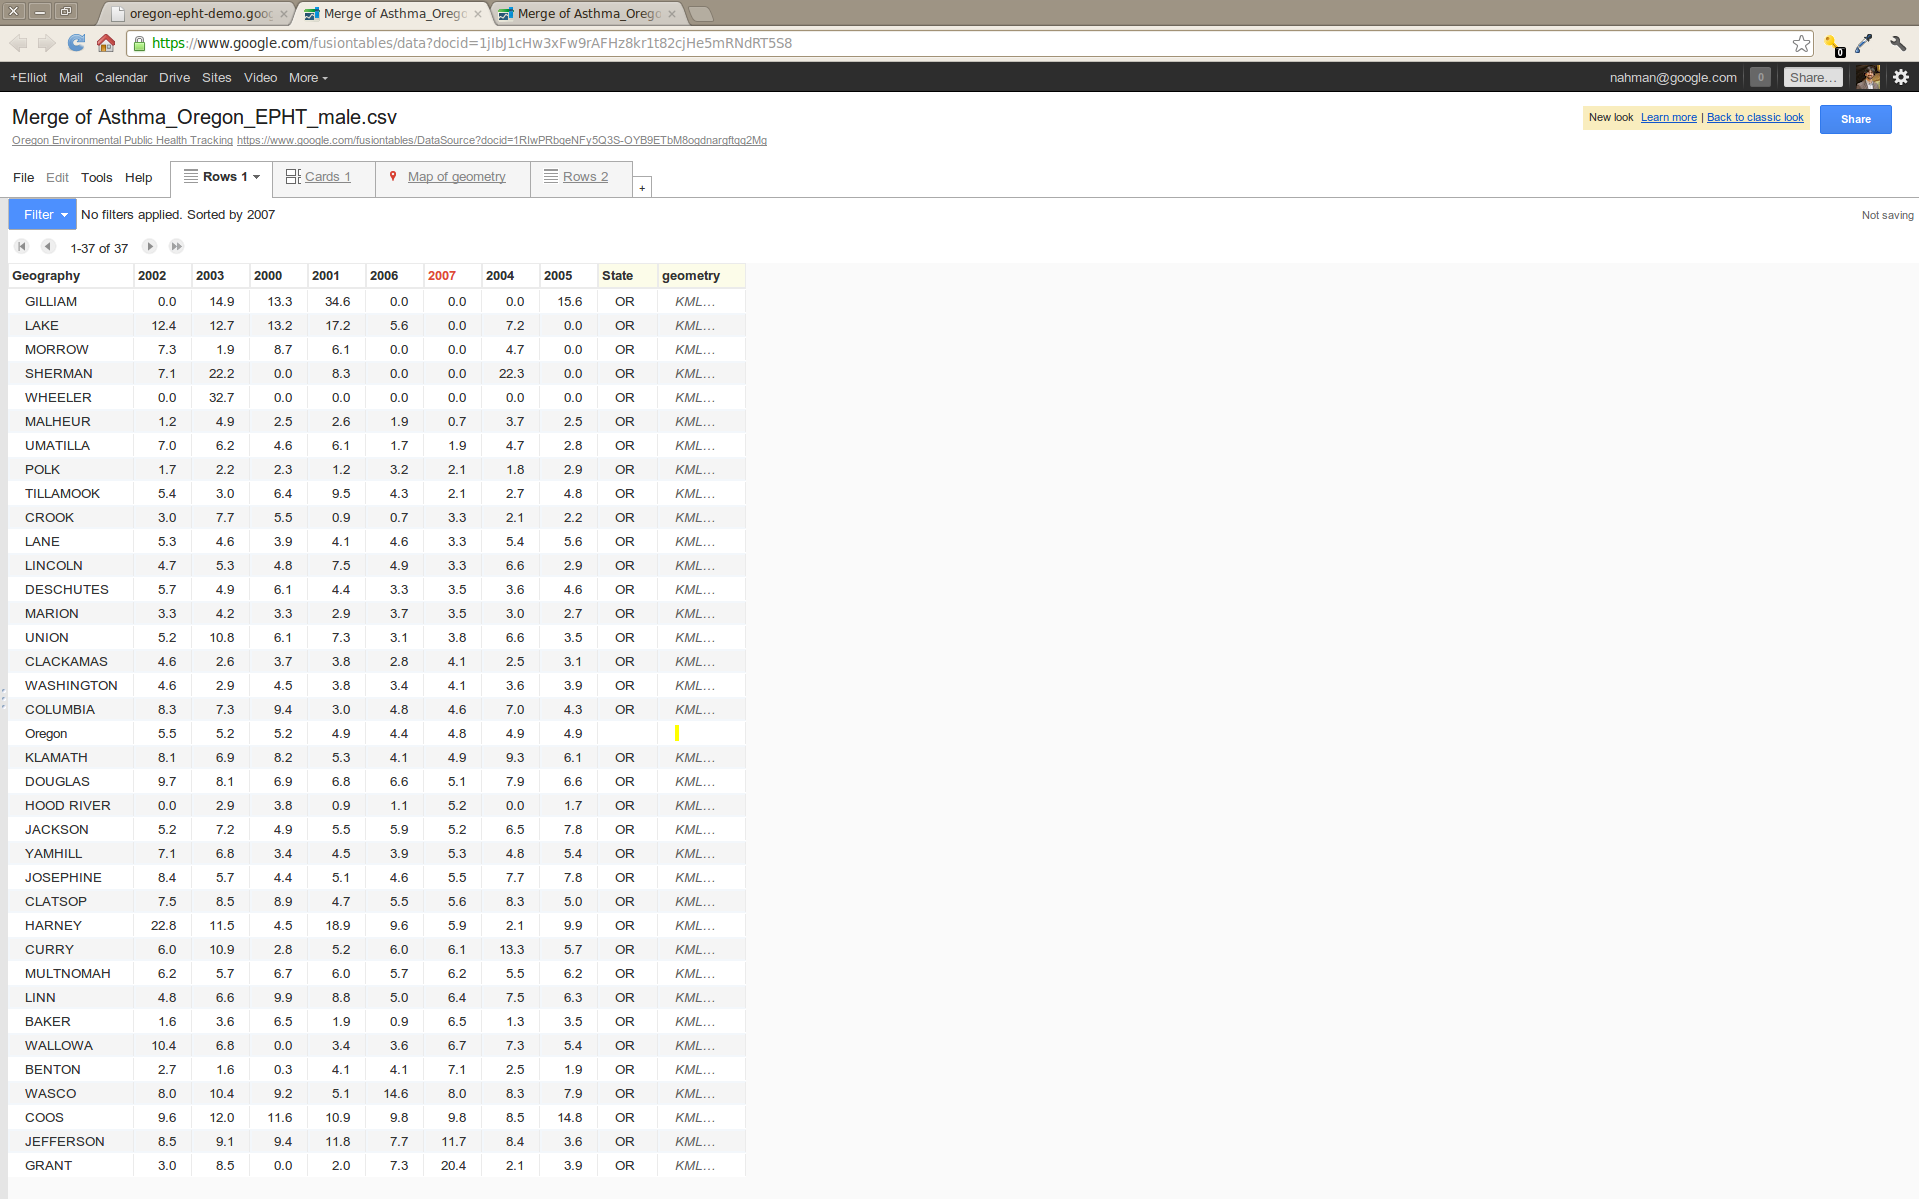 oregon-epht-demo.goo Merge of Asthma_Orego Merge of Asthma_Orego
https://www.google.com/fusiontables/data?docid=1jIbJ1cHw3xFw9rAFHz8kr1t82cjHe5mRNdRT5S8
0
+Elliot Mail Calendar Drive Sites Video More nahman@google.com 0 Share...
Merge of Asthma_Oregon_EPHT_male.csv
New look Learn more | Back to classic look Share
Oregon Environmental Public Health Tracking https://www.google.com/fusiontables/DataSource?docid=1RIwPRbgeNFy5Q3S-OYB9ETbM8ogdnargftqg2Mg
File Edit Tools Help Rows 1 Cards 1 Map of geometry Rows 2 +
Filter No filters applied. Sorted by 2007 Not saving
1-37 of 37
Geography 2002 2003 2000 2001 2006 2007 2004 2005 State geometry
GILLIAM 0.0 14.9 13.3 34.6 0.0 0.0 0.0 15.6 OR KML...
LAKE 12.4 12.7 13.2 17.2 5.6 0.0 7.2 0.0 OR KML...
MORROW 7.3 1.9 8.7 6.1 0.0 0.0 4.7 0.0 OR KML...
SHERMAN 7.1 22.2 0.0 8.3 0.0 0.0 22.3 0.0 OR KML...
WHEELER 0.0 32.7 0.0 0.0 0.0 0.0 0.0 0.0 OR KML...
MALHEUR 1.2 4.9 2.5 2.6 1.9 0.7 3.7 2.5 OR KML...
UMATILLA 7.0 6.2 4.6 6.1 1.7 1.9 4.7 2.8 OR KML...
POLK 1.7 2.2 2.3 1.2 3.2 2.1 1.8 2.9 OR KML...
TILLAMOOK 5.4 3.0 6.4 9.5 4.3 2.1 2.7 4.8 OR KML...
CROOK 3.0 7.7 5.5 0.9 0.7 3.3 2.1 2.2 OR KML...
LANE 5.3 4.6 3.9 4.1 4.6 3.3 5.4 5.6 OR KML...
LINCOLN 4.7 5.3 4.8 7.5 4.9 3.3 6.6 2.9 OR KML...
DESCHUTES 5.7 4.9 6.1 4.4 3.3 3.5 3.6 4.6 OR KML...
MARION 3.3 4.2 3.3 2.9 3.7 3.5 3.0 2.7 OR KML...
UNION 5.2 10.8 6.1 7.3 3.1 3.8 6.6 3.5 OR KML...
CLACKAMAS 4.6 2.6 3.7 3.8 2.8 4.1 2.5 3.1 OR KML...
WASHINGTON 4.6 2.9 4.5 3.8 3.4 4.1 3.6 3.9 OR KML...
COLUMBIA 8.3 7.3 9.4 3.0 4.8 4.6 7.0 4.3 OR KML...
Oregon 5.5 5.2 5.2 4.9 4.4 4.8 4.9 4.9
KLAMATH 8.1 6.9 8.2 5.3 4.1 4.9 9.3 6.1 OR KML...
DOUGLAS 9.7 8.1 6.9 6.8 6.6 5.1 7.9 6.6 OR KML...
HOOD RIVER 0.0 2.9 3.8 0.9 1.1 5.2 0.0 1.7 OR KML...
JACKSON 5.2 7.2 4.9 5.5 5.9 5.2 6.5 7.8 OR KML...
YAMHILL 7.1 6.8 3.4 4.5 3.9 5.3 4.8 5.4 OR KML...
JOSEPHINE 8.4 5.7 4.4 5.1 4.6 5.5 7.7 7.8 OR KML...
CLATSOP 7.5 8.5 8.9 4.7 5.5 5.6 8.3 5.0 OR KML...
HARNEY 22.8 11.5 4.5 18.9 9.6 5.9 2.1 9.9 OR KML...
CURRY 6.0 10.9 2.8 5.2 6.0 6.1 13.3 5.7 OR KML...
MULTNOMAH 6.2 5.7 6.7 6.0 5.7 6.2 5.5 6.2 OR KML...
LINN 4.8 6.6 9.9 8.8 5.0 6.4 7.5 6.3 OR KML...
BAKER 1.6 3.6 6.5 1.9 0.9 6.5 1.3 3.5 OR KML...
WALLOWA 10.4 6.8 0.0 3.4 3.6 6.7 7.3 5.4 OR KML...
BENTON 2.7 1.6 0.3 4.1 4.1 7.1 2.5 1.9 OR KML...
WASCO 8.0 10.4 9.2 5.1 14.6 8.0 8.3 7.9 OR KML...
COOS 9.6 12.0 11.6 10.9 9.8 9.8 8.5 14.8 OR KML...
JEFFERSON 8.5 9.1 9.4 11.8 7.7 11.7 8.4 3.6 OR KML...
GRANT 3.0 8.5 0.0 2.0 7.3 20.4 2.1 3.9 OR KML...